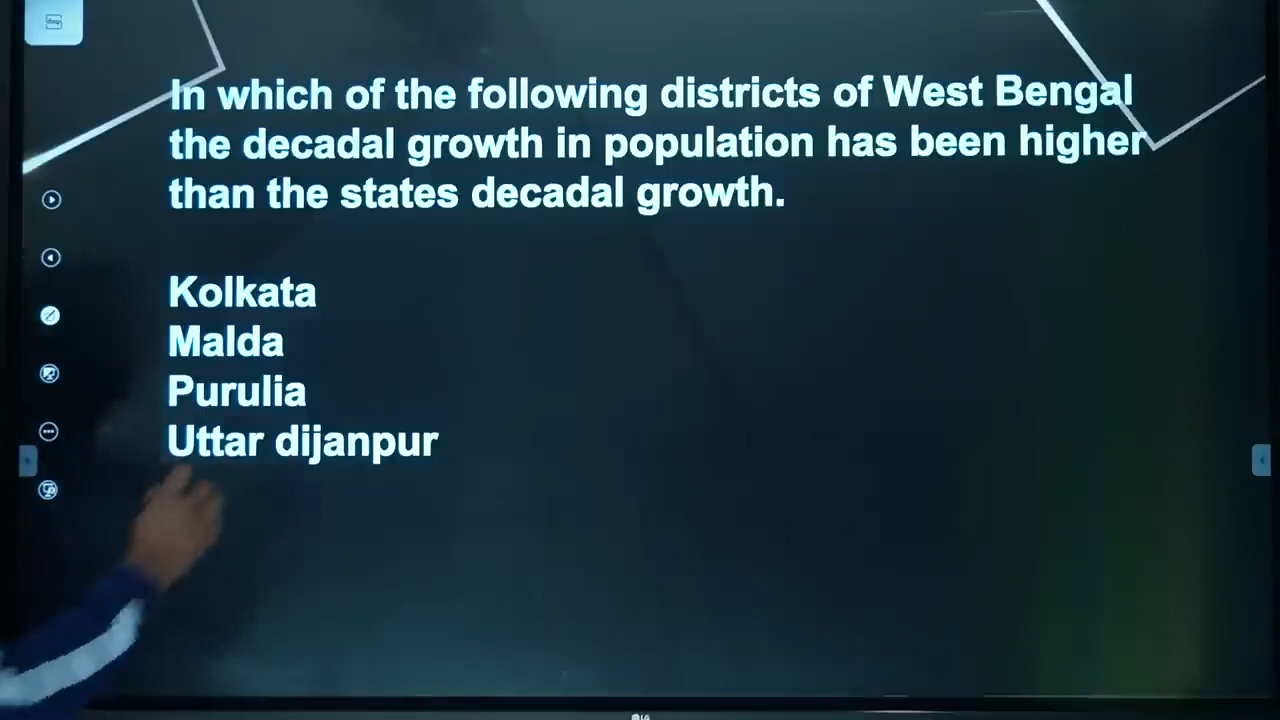 In which of the following districts of West Bengal
the decadal growth in population has been higher
than the states decadal growth.
Kolkata
Malda
Purulia
Uttar dijanpur
LG